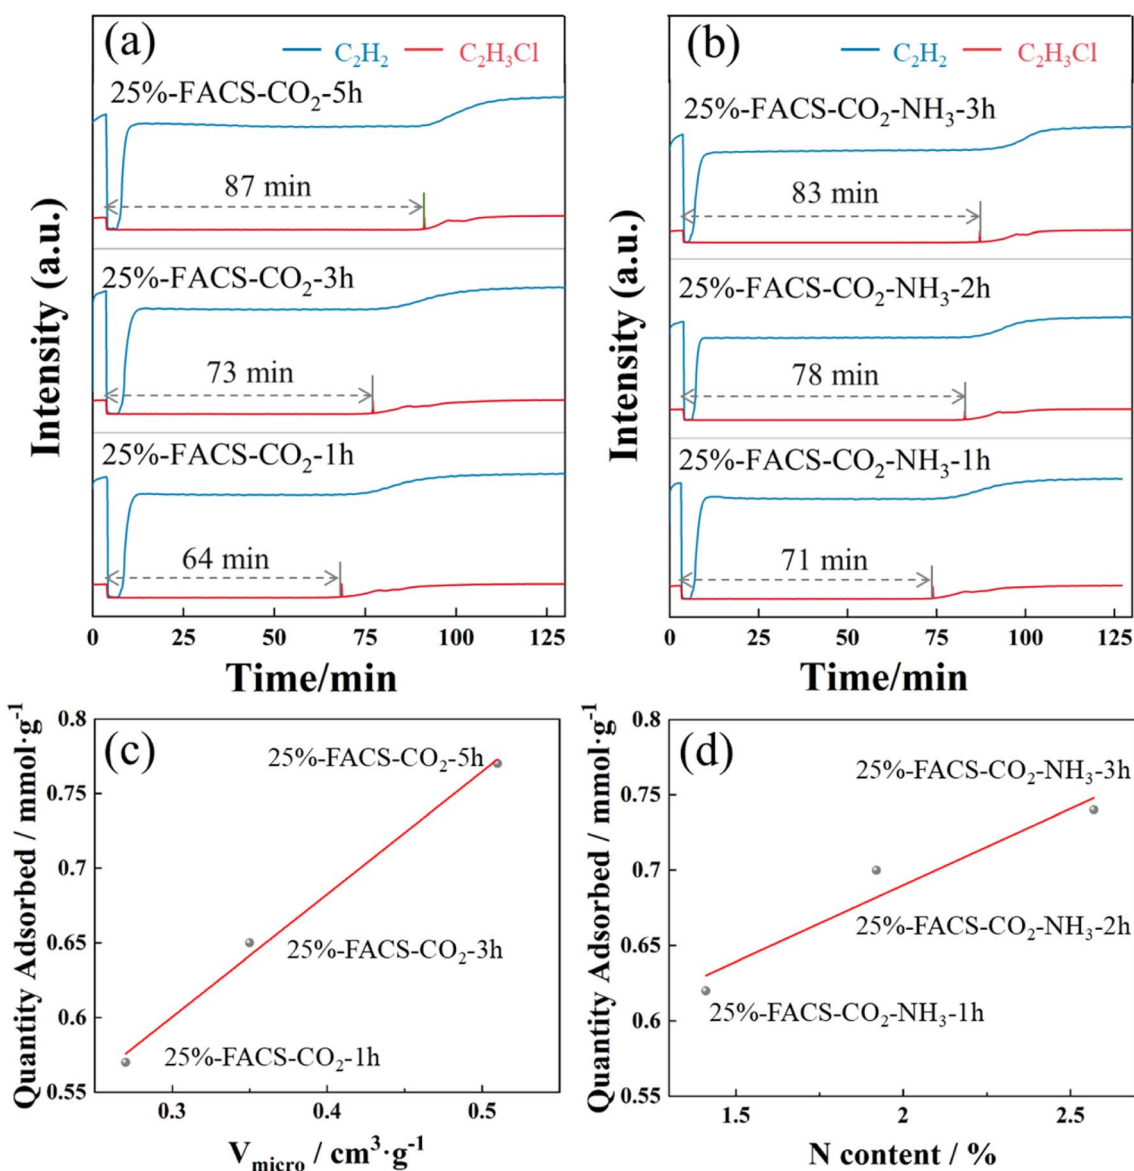 (a)
C₂H₂ C₂H₃Cl
25%-FACS-CO₂-5h
87 min
25%-FACS-CO₂-3h
73 min
25%-FACS-CO₂-1h
64 min
Intensity (a.u.)
0 25 50 75 100 125
Time/min
(b)
C₂H₂ C₂H₃Cl
25%-FACS-CO₂-NH₃-3h
83 min
25%-FACS-CO₂-NH₃-2h
78 min
25%-FACS-CO₂-NH₃-1h
71 min
Intensity (a.u.)
0 25 50 75 100 125
Time/min
(c)
Quantity Adsorbed / mmol·g⁻¹
0.8
0.75
0.7
0.65
0.6
0.55
25%-FACS-CO₂-5h
25%-FACS-CO₂-3h
25%-FACS-CO₂-1h
0.3 0.4 0.5
Vmicro / cm³·g⁻¹
(d)
Quantity Adsorbed / mmol·g⁻¹
0.8
0.75
0.7
0.65
0.6
0.55
25%-FACS-CO₂-NH₃-3h
25%-FACS-CO₂-NH₃-2h
25%-FACS-CO₂-NH₃-1h
1.5 2 2.5
N content / %